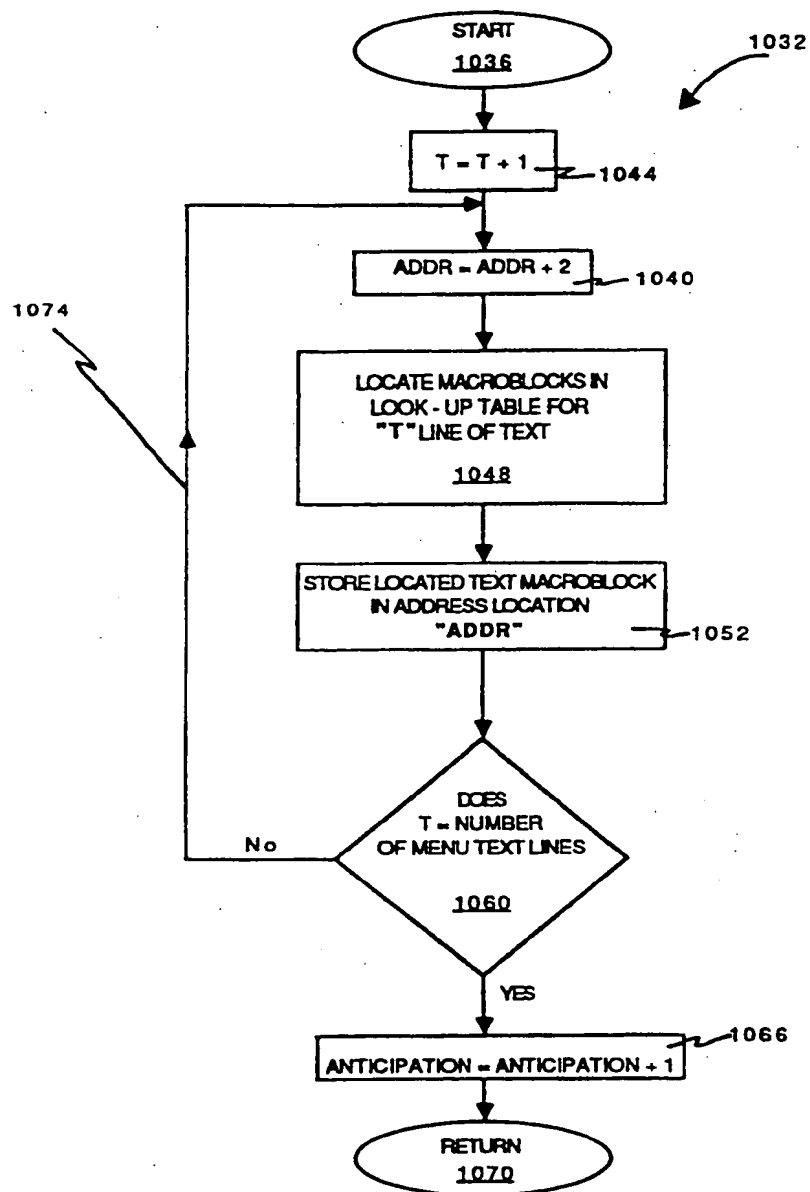 START
1036
1032
T = T + 1
1044
ADDR = ADDR + 2
1040
1074
LOCATE MACROBLOCKS IN
LOOK - UP TABLE FOR
"T" LINE OF TEXT
1048
STORE LOCATED TEXT MACROBLOCK
IN ADDRESS LOCATION
"ADDR"
1052
DOES
T = NUMBER
OF MENU TEXT LINES
1060
No
YES
1066
ANTICIPATION = ANTICIPATION + 1
RETURN
1070